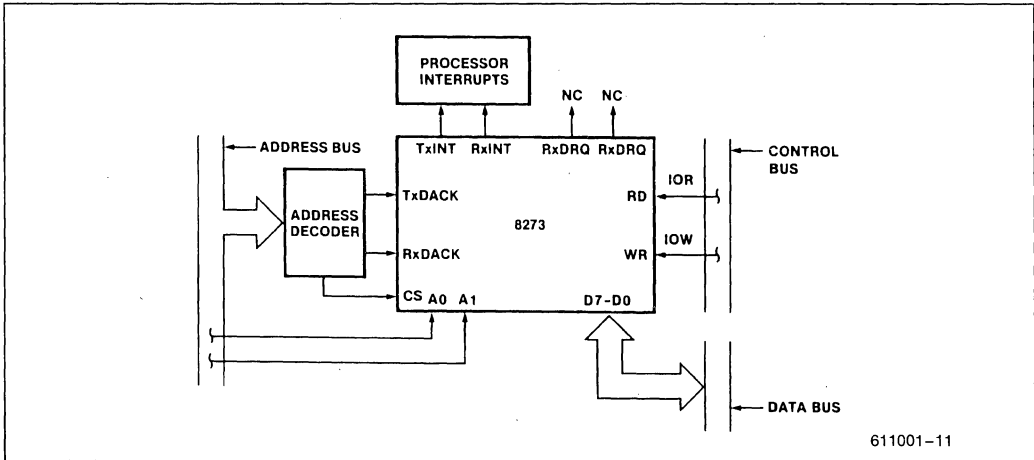 PROCESSOR
INTERRUPTS
NC NC
TxINT RxINT RxDRQ RxDRQ
ADDRESS BUS
CONTROL
BUS
ADDRESS
DECODER
TxDACK
RxDACK
8273
IOR
RD
IOW
WR
CS A0 A1
D7-D0
DATA BUS
611001-11